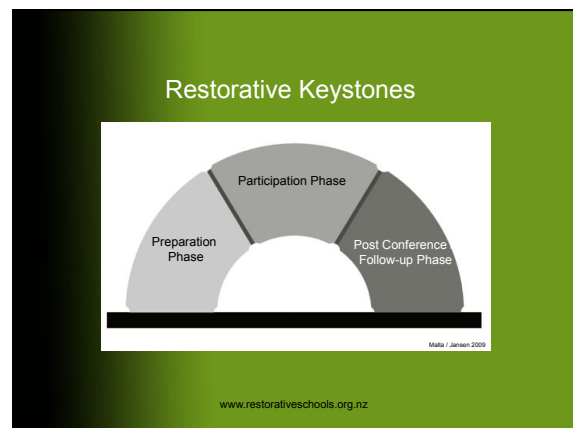 Restorative Keystones
Participation Phase
Preparation
Phase
Post Conference
Follow-up Phase
Malta / Jansen 2009
www.restorativeschools.org.nz